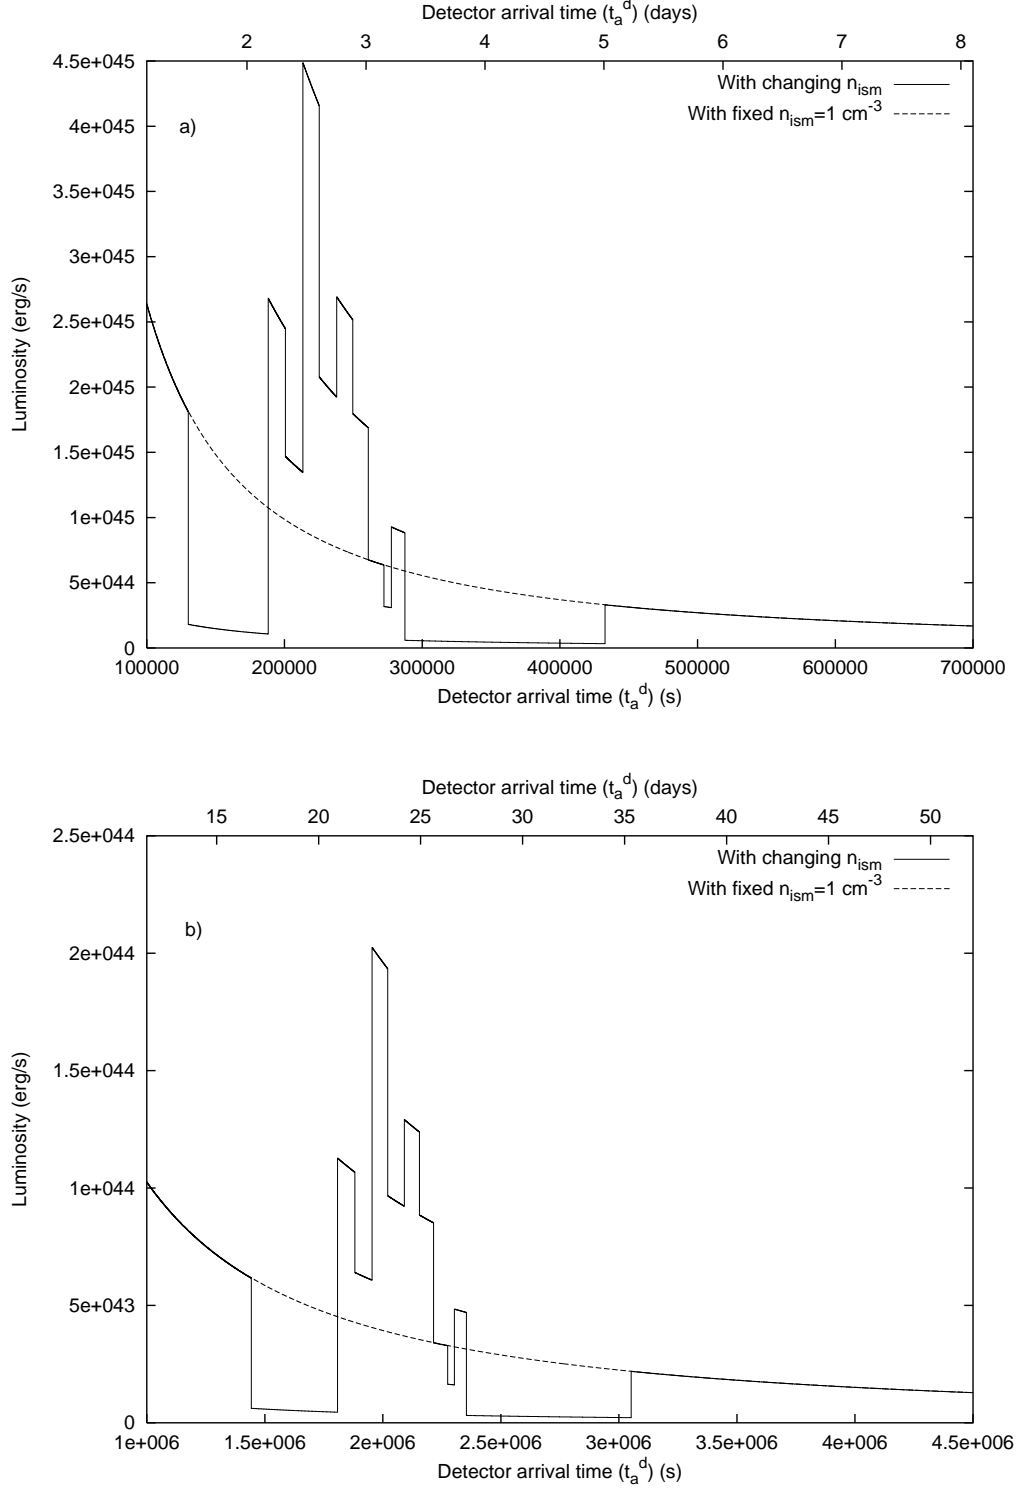 Detector arrival time (t_a^d) (days)
2 3 4 5 6 7 8
4.5e+045
4e+045
3.5e+045
3e+045
2.5e+045
2e+045
1.5e+045
1e+045
5e+044
0
Luminosity (erg/s)
a)
With changing n_ism
With fixed n_ism=1 cm^-3
100000 200000 300000 400000 500000 600000 700000
Detector arrival time (t_a^d) (s)
Detector arrival time (t_a^d) (days)
15 20 25 30 35 40 45 50
2.5e+044
2e+044
1.5e+044
1e+044
5e+043
0
Luminosity (erg/s)
b)
With changing n_ism
With fixed n_ism=1 cm^-3
1e+006 1.5e+006 2e+006 2.5e+006 3e+006 3.5e+006 4e+006 4.5e+006
Detector arrival time (t_a^d) (s)